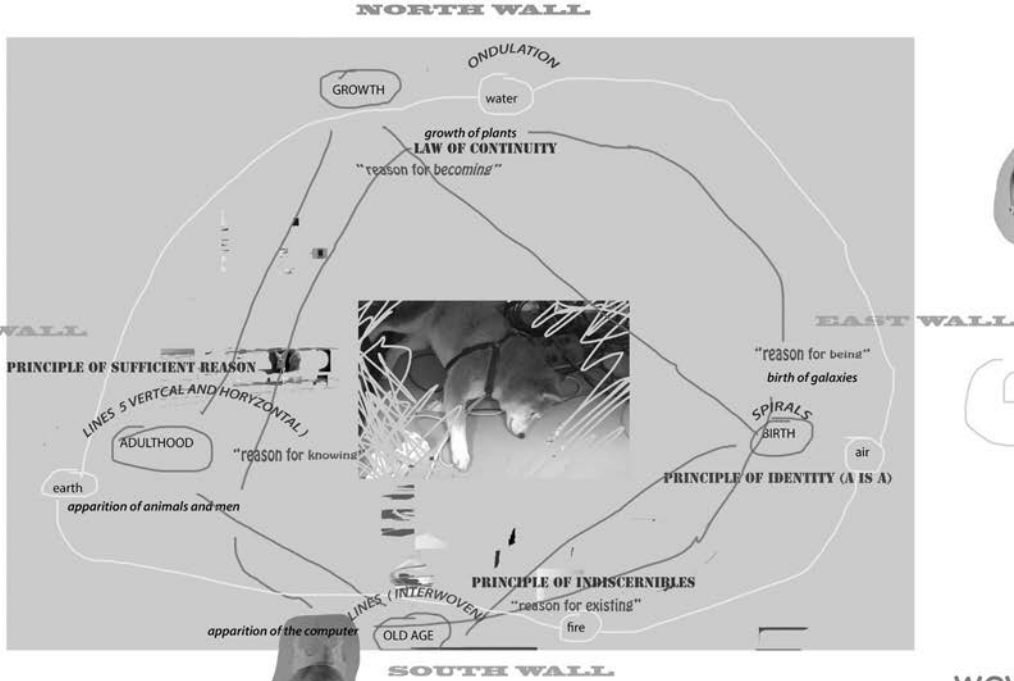 NORTH WALL
ONDULATION
GROWTH
water
growth of plants
LAW OF CONTINUITY
"reason for becoming"
WALL
EAST WALL
PRINCIPLE OF SUFFICIENT REASON
"reason for being"
birth of galaxies
LINES 5 VERTCAL AND HORYZONTAL )
SPIRALS
BIRTH
ADULTHOOD
"reason for knowing"
air
PRINCIPLE OF IDENTITY (A IS A)
earth
apparition of animals and men
PRINCIPLE OF INDISCERNIBLES
LINES ( INTERWOVEN)
"reason for existing"
apparition of the computer
OLD AGE
fire
SOUTH WALL